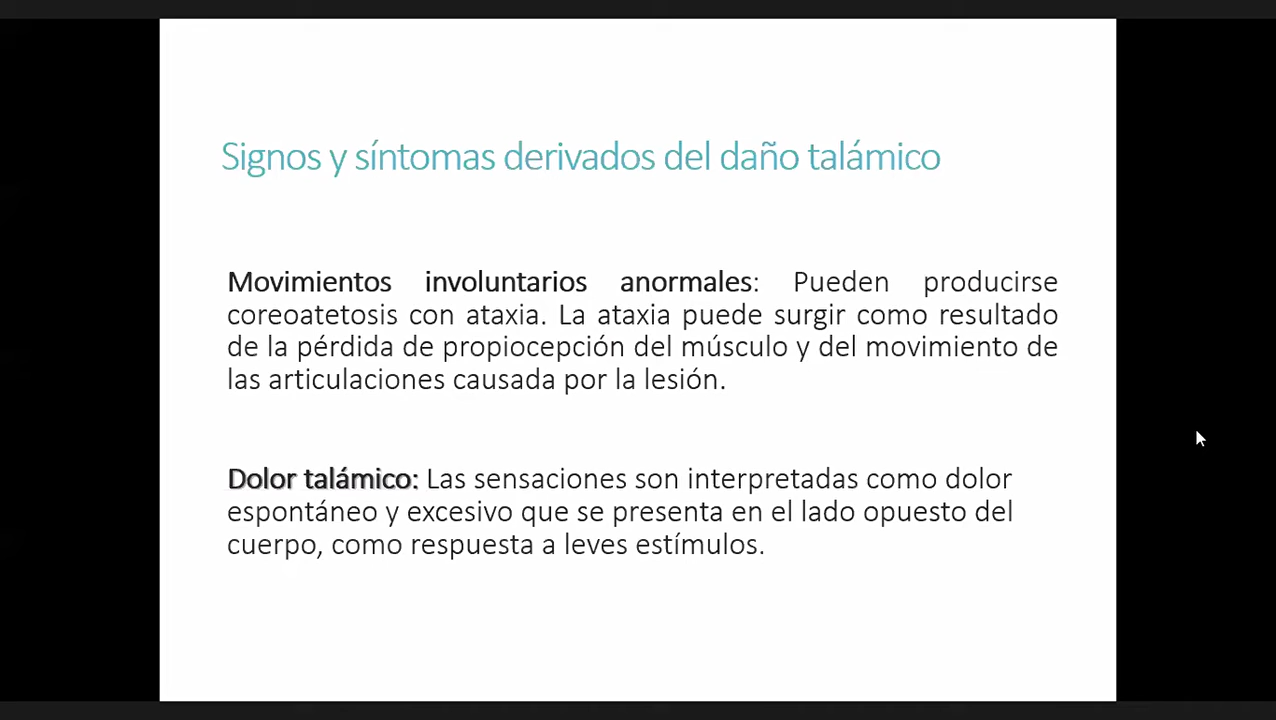 Signos y síntomas derivados del daño talámico
Movimientos involuntarios anormales: Pueden producirse
coreoatetosis con ataxia. La ataxia puede surgir como resultado
de la pérdida de propiocepción del músculo y del movimiento de
las articulaciones causada por la lesión.
Dolor talámico: Las sensaciones son interpretadas como dolor
espontáneo y excesivo que se presenta en el lado opuesto del
cuerpo, como respuesta a leves estímulos.